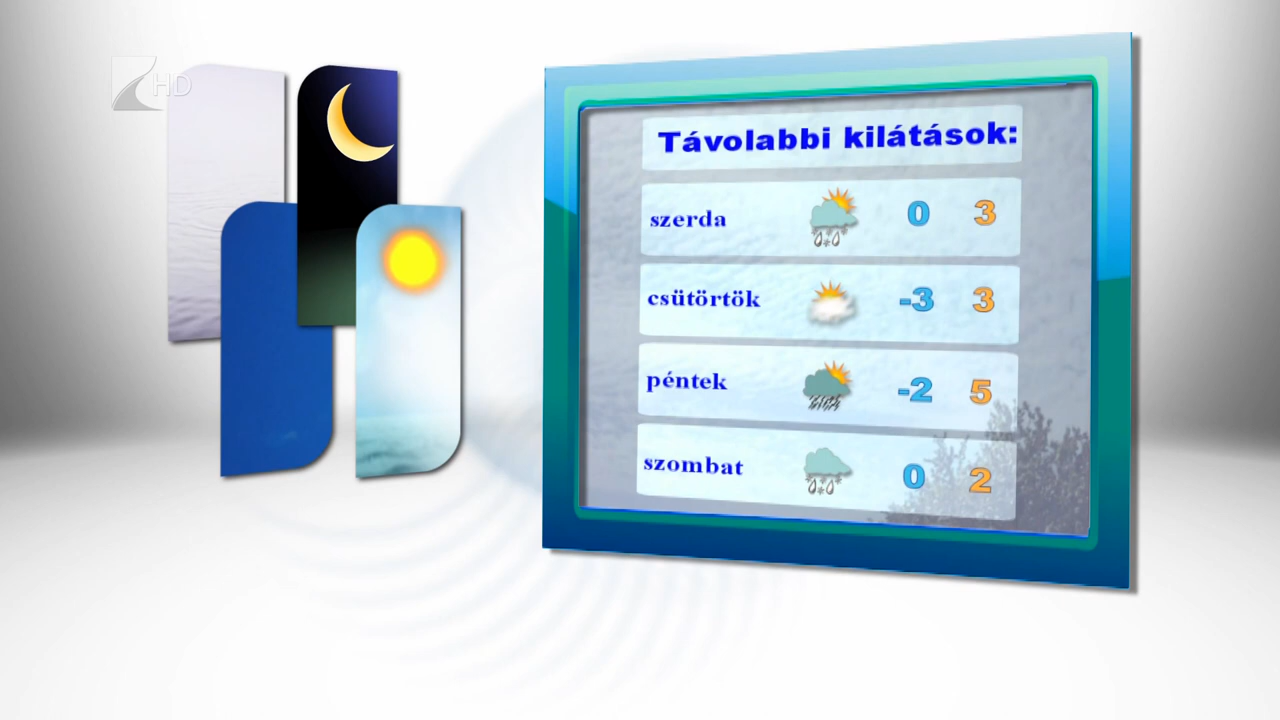 HD
Távolabbi kilátások:
szerda 0 3
csütörtök -3 3
péntek -2 5
szombat 0 2